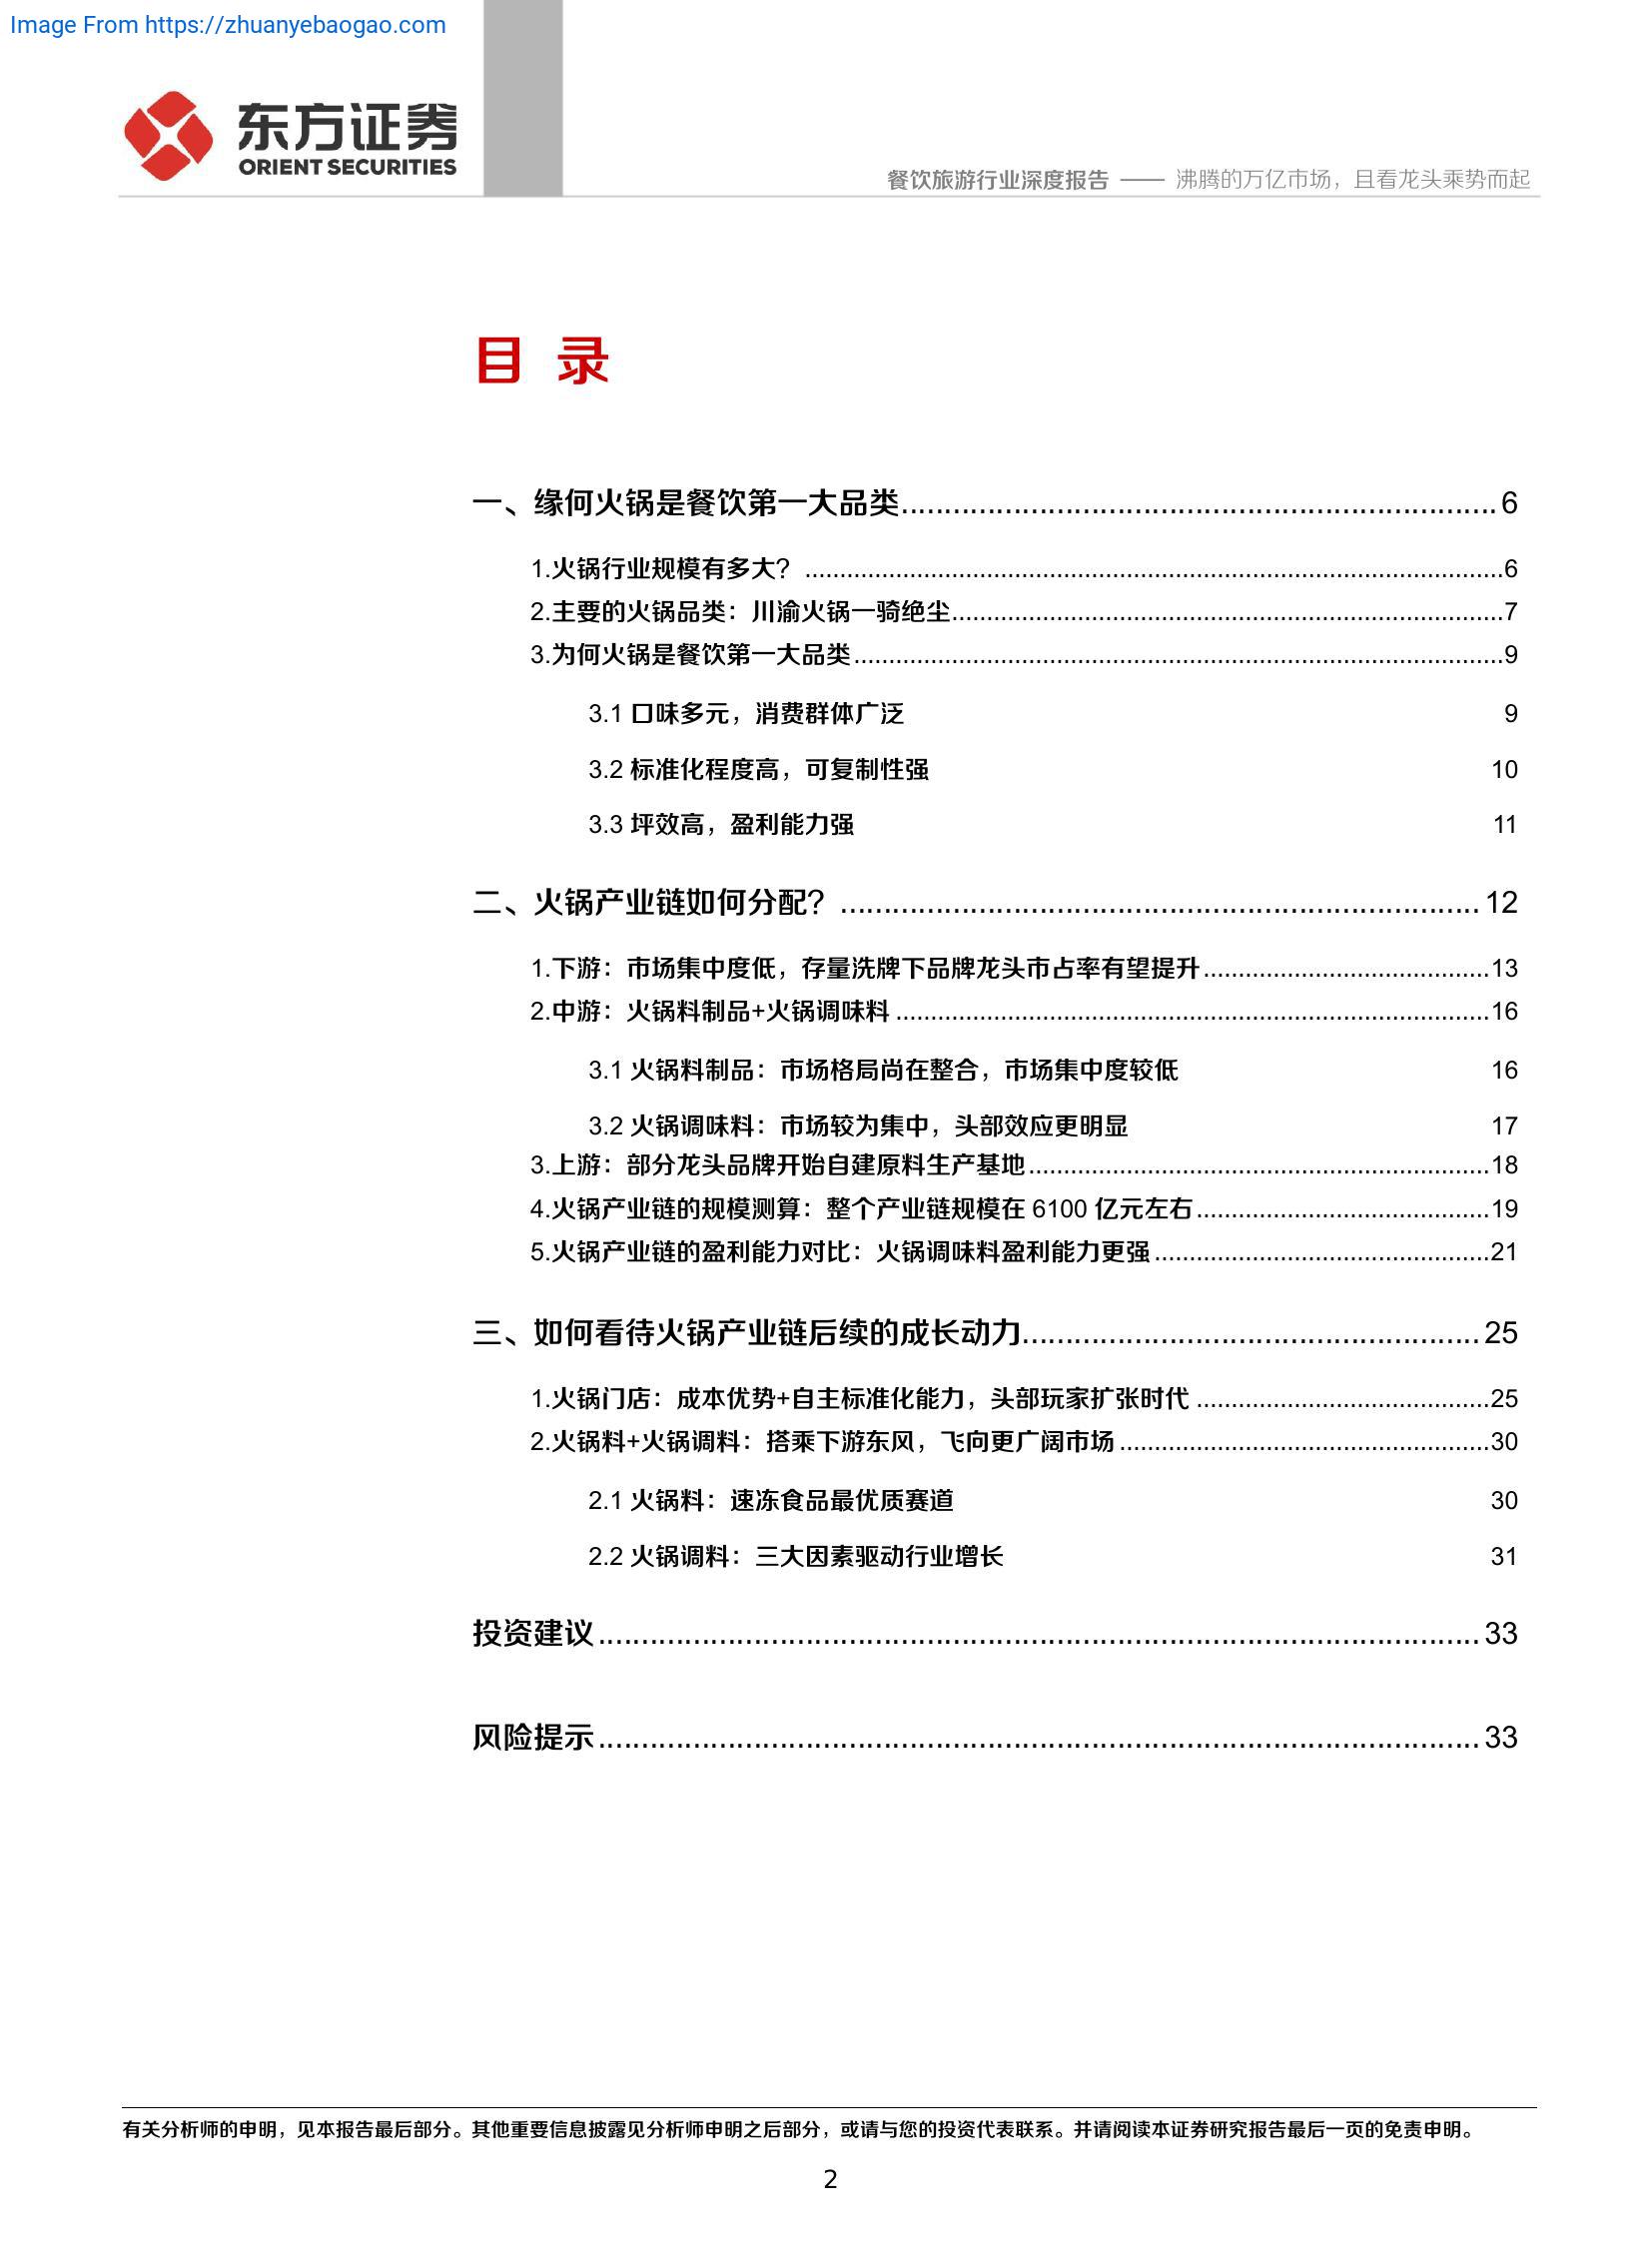 Image From https://zhuanyebaogao.com
东方证券
ORIENT SECURITIES
餐饮旅游行业深度报告 —— 沸腾的万亿市场，且看龙头乘势而起
目 录
一、缘何火锅是餐饮第一大品类....................................................................6
1.火锅行业规模有多大？....................................................................................................6
2.主要的火锅品类：川渝火锅一骑绝尘...............................................................................7
3.为何火锅是餐饮第一大品类.............................................................................................9
3.1 口味多元，消费群体广泛 9
3.2 标准化程度高，可复制性强 10
3.3 坪效高，盈利能力强 11
二、火锅产业链如何分配？.........................................................................12
1.下游：市场集中度低，存量洗牌下品牌龙头市占率有望提升.........................................13
2.中游：火锅料制品+火锅调味料.....................................................................................16
3.1 火锅料制品：市场格局尚在整合，市场集中度较低 16
3.2 火锅调味料：市场较为集中，头部效应更明显 17
3.上游：部分龙头品牌开始自建原料生产基地..................................................................18
4.火锅产业链的规模测算：整个产业链规模在 6100 亿元左右..........................................19
5.火锅产业链的盈利能力对比：火锅调味料盈利能力更强................................................21
三、如何看待火锅产业链后续的成长动力.....................................................25
1.火锅门店：成本优势+自主标准化能力，头部玩家扩张时代..........................................25
2.火锅料+火锅调料：搭乘下游东风，飞向更广阔市场.....................................................30
2.1 火锅料：速冻食品最优质赛道 30
2.2 火锅调料：三大因素驱动行业增长 31
投资建议.....................................................................................................33
风险提示.....................................................................................................33
有关分析师的申明，见本报告最后部分。其他重要信息披露见分析师申明之后部分，或请与您的投资代表联系。并请阅读本证券研究报告最后一页的免责申明。
2